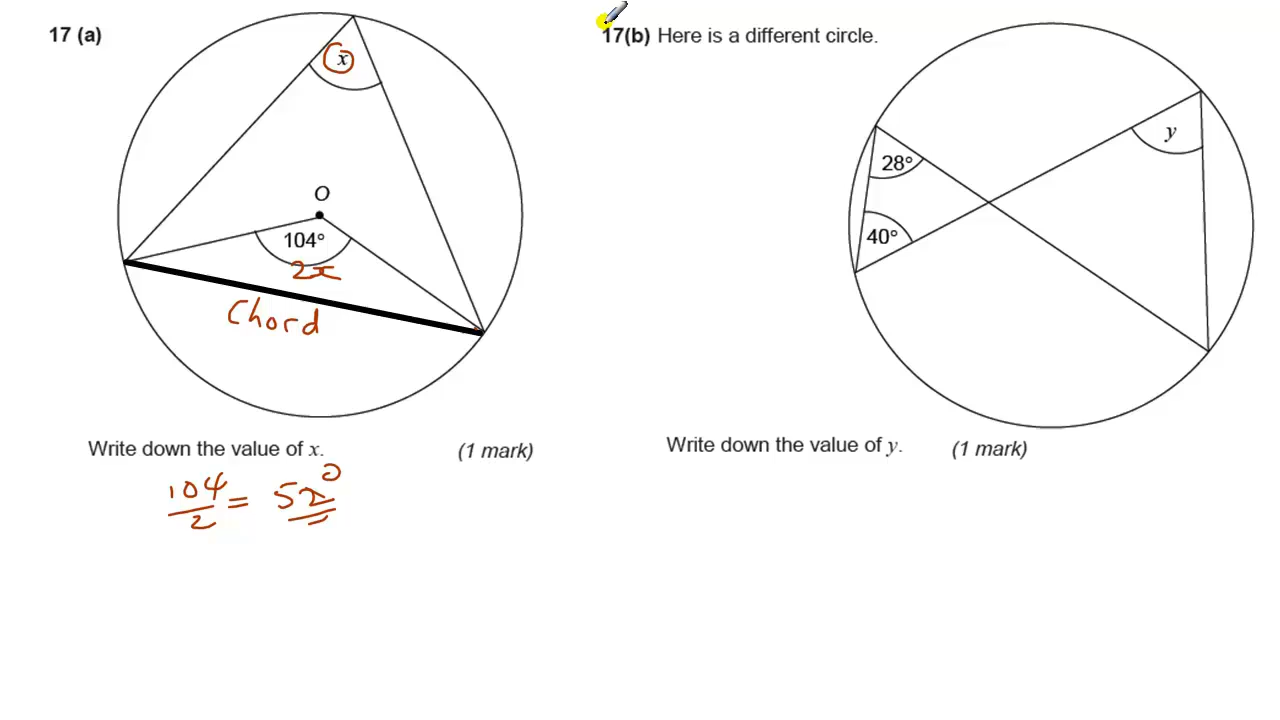 17 (a)
x
O
104°
2x
Chord
Write down the value of x.
(1 mark)
104/2 = 52°
17(b) Here is a different circle.
28°
y
40°
Write down the value of y.
(1 mark)